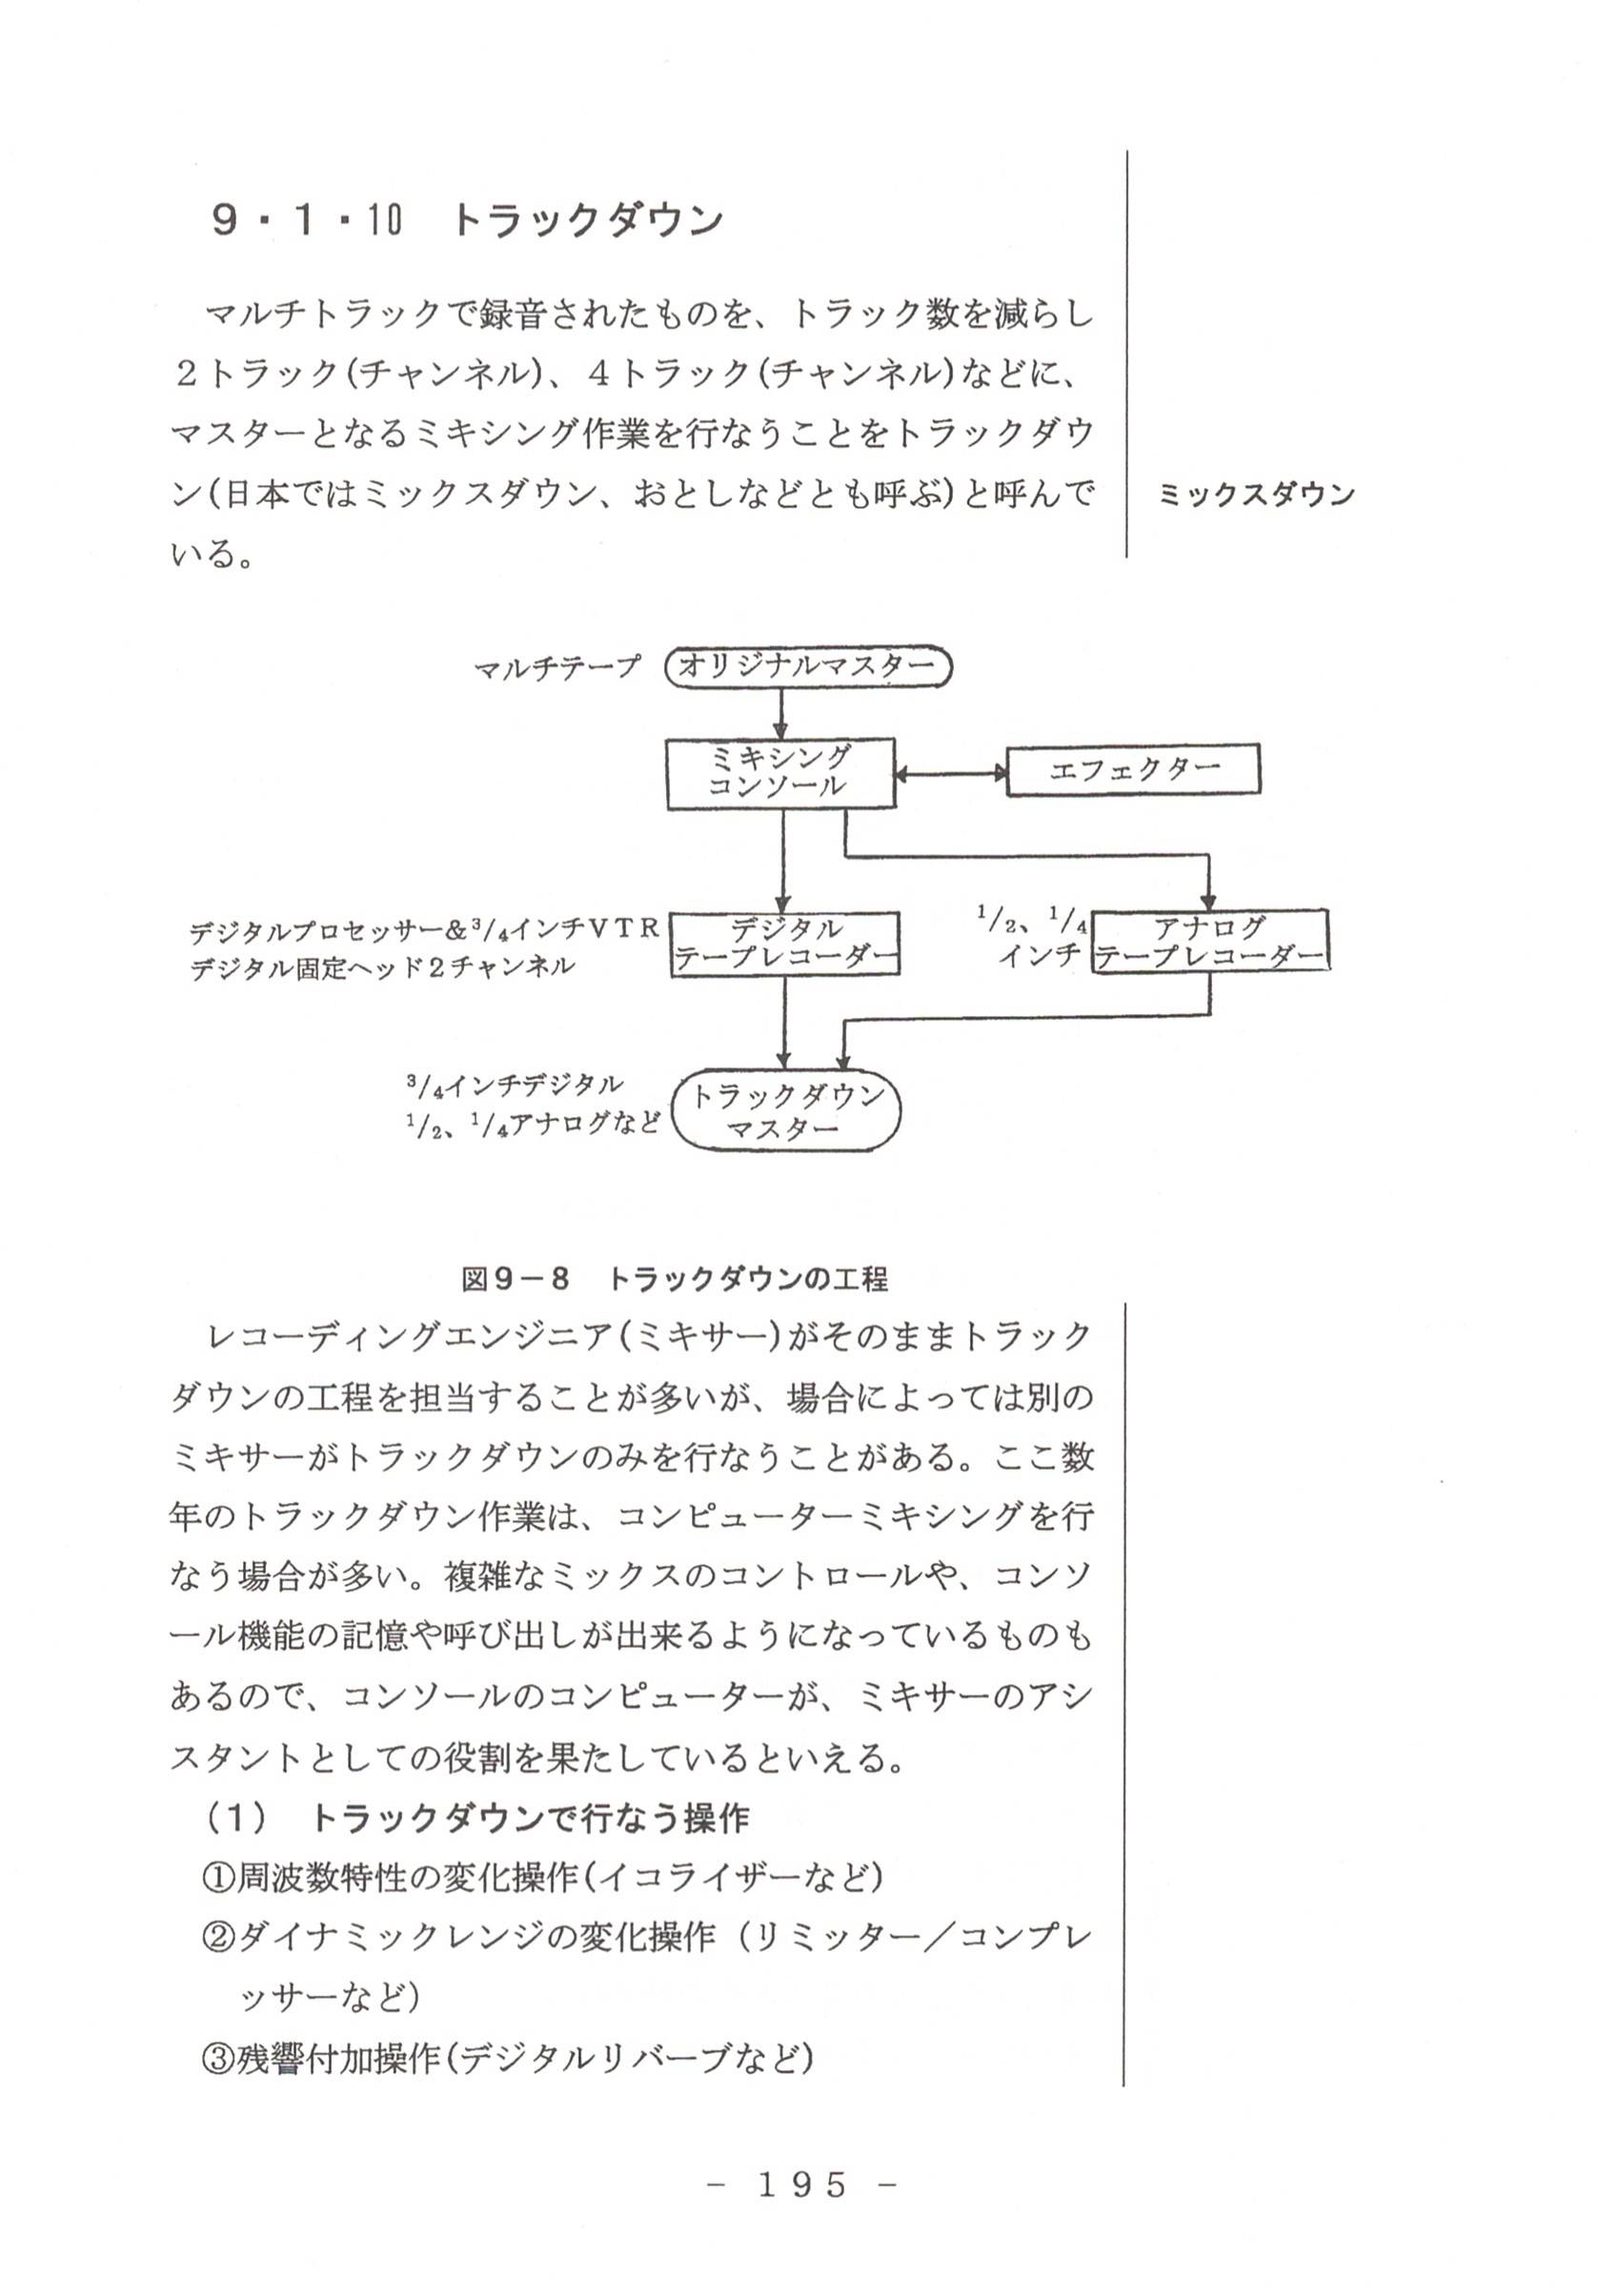 9・1・10　トラックダウン
　マルチトラックで録音されたものを、トラック数を減らし
2トラック(チャンネル)、4トラック(チャンネル)などに、
マスターとなるミキシング作業を行なうことをトラックダウ
ン(日本ではミックスダウン、おとしなどとも呼ぶ)と呼んで
いる。
ミックスダウン
マルチテープ
オリジナルマスター
ミキシング
コンソール
エフェクター
デジタルプロセッサー&3/4インチVTR
デジタル固定ヘッド2チャンネル
デジタル
テープレコーダー
1/2、1/4
インチ
アナログ
テープレコーダー
3/4インチデジタル
1/2、1/4アナログなど
トラックダウン
マスター
図9－8　トラックダウンの工程
　レコーディングエンジニア(ミキサー)がそのままトラック
ダウンの工程を担当することが多いが、場合によっては別の
ミキサーがトラックダウンのみを行なうことがある。ここ数
年のトラックダウン作業は、コンピューターミキシングを行
なう場合が多い。複雑なミックスのコントロールや、コンソ
ール機能の記憶や呼び出しが出来るようになっているものも
あるので、コンソールのコンピューターが、ミキサーのアシ
スタントとしての役割を果たしているといえる。
(1)　トラックダウンで行なう操作
①周波数特性の変化操作(イコライザーなど)
②ダイナミックレンジの変化操作（リミッター／コンプレ
ッサーなど）
③残響付加操作(デジタルリバーブなど)
－ 195 －